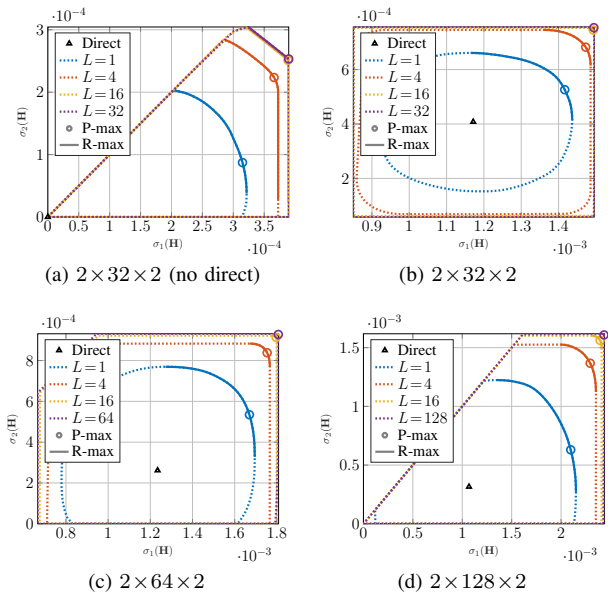 ·10⁻⁴
Direct
L=1
L=4
L=16
L=32
P-max
R-max
σ₂(H)
3
2
1
0
0 0.5 1 1.5 2 2.5 3 3.5
σ₁(H)
·10⁻⁴
(a) 2×32×2 (no direct)
·10⁻⁴
Direct
L=1
L=4
L=16
L=32
P-max
R-max
σ₂(H)
6
4
2
1 1.2 1.4
σ₁(H)
·10⁻³
(b) 2×32×2
·10⁻⁴
Direct
L=1
L=4
L=16
L=64
P-max
R-max
σ₂(H)
8
6
4
2
0
0.8 1 1.2 1.4 1.6 1.8
σ₁(H)
·10⁻³
(c) 2×64×2
·10⁻³
Direct
L=1
L=4
L=16
L=128
P-max
R-max
σ₂(H)
1.5
1
0.5
0
0 0.5 1 1.5 2
σ₁(H)
·10⁻³
(d) 2×128×2